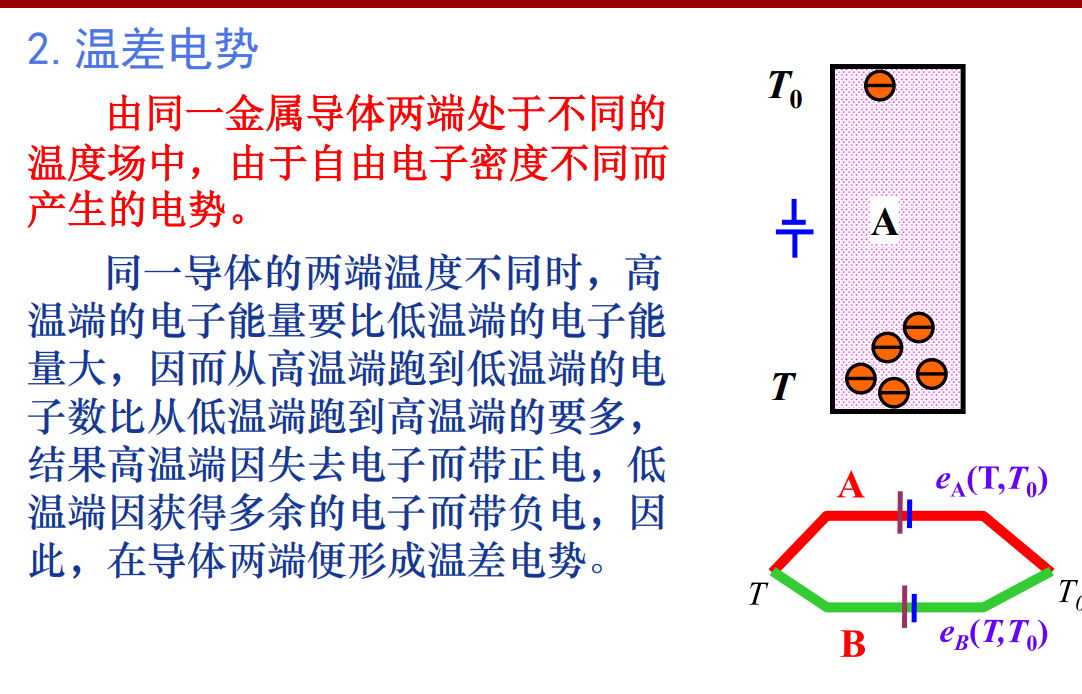 2. 温差电势
由同一金属导体两端处于不同的
温度场中，由于自由电子密度不同而
产生的电势。
同一导体的两端温度不同时，高
温端的电子能量要比低温端的电子能
量大，因而从高温端跑到低温端的电
子数比从低温端跑到高温端的要多，
结果高温端因失去电子而带正电，低
温端因获得多余的电子而带负电，因
此，在导体两端便形成温差电势。
T0
A
T
A
eA(T,T0)
T
T0
B
eB(T,T0)